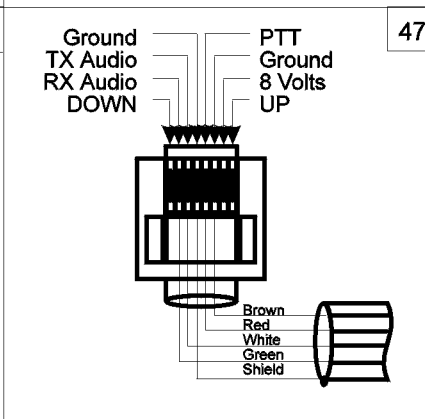 47
Ground PTT
TX Audio Ground
RX Audio 8 Volts
DOWN UP
Brown
Red
White
Green
Shield